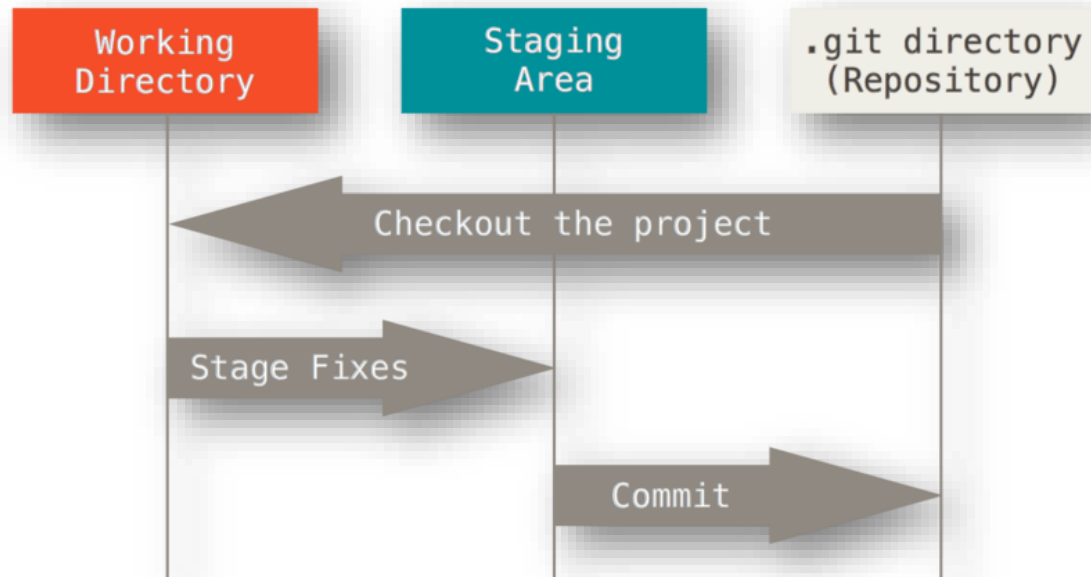 Working
Directory
Staging
Area
.git directory
(Repository)
Checkout the project
Stage Fixes
Commit